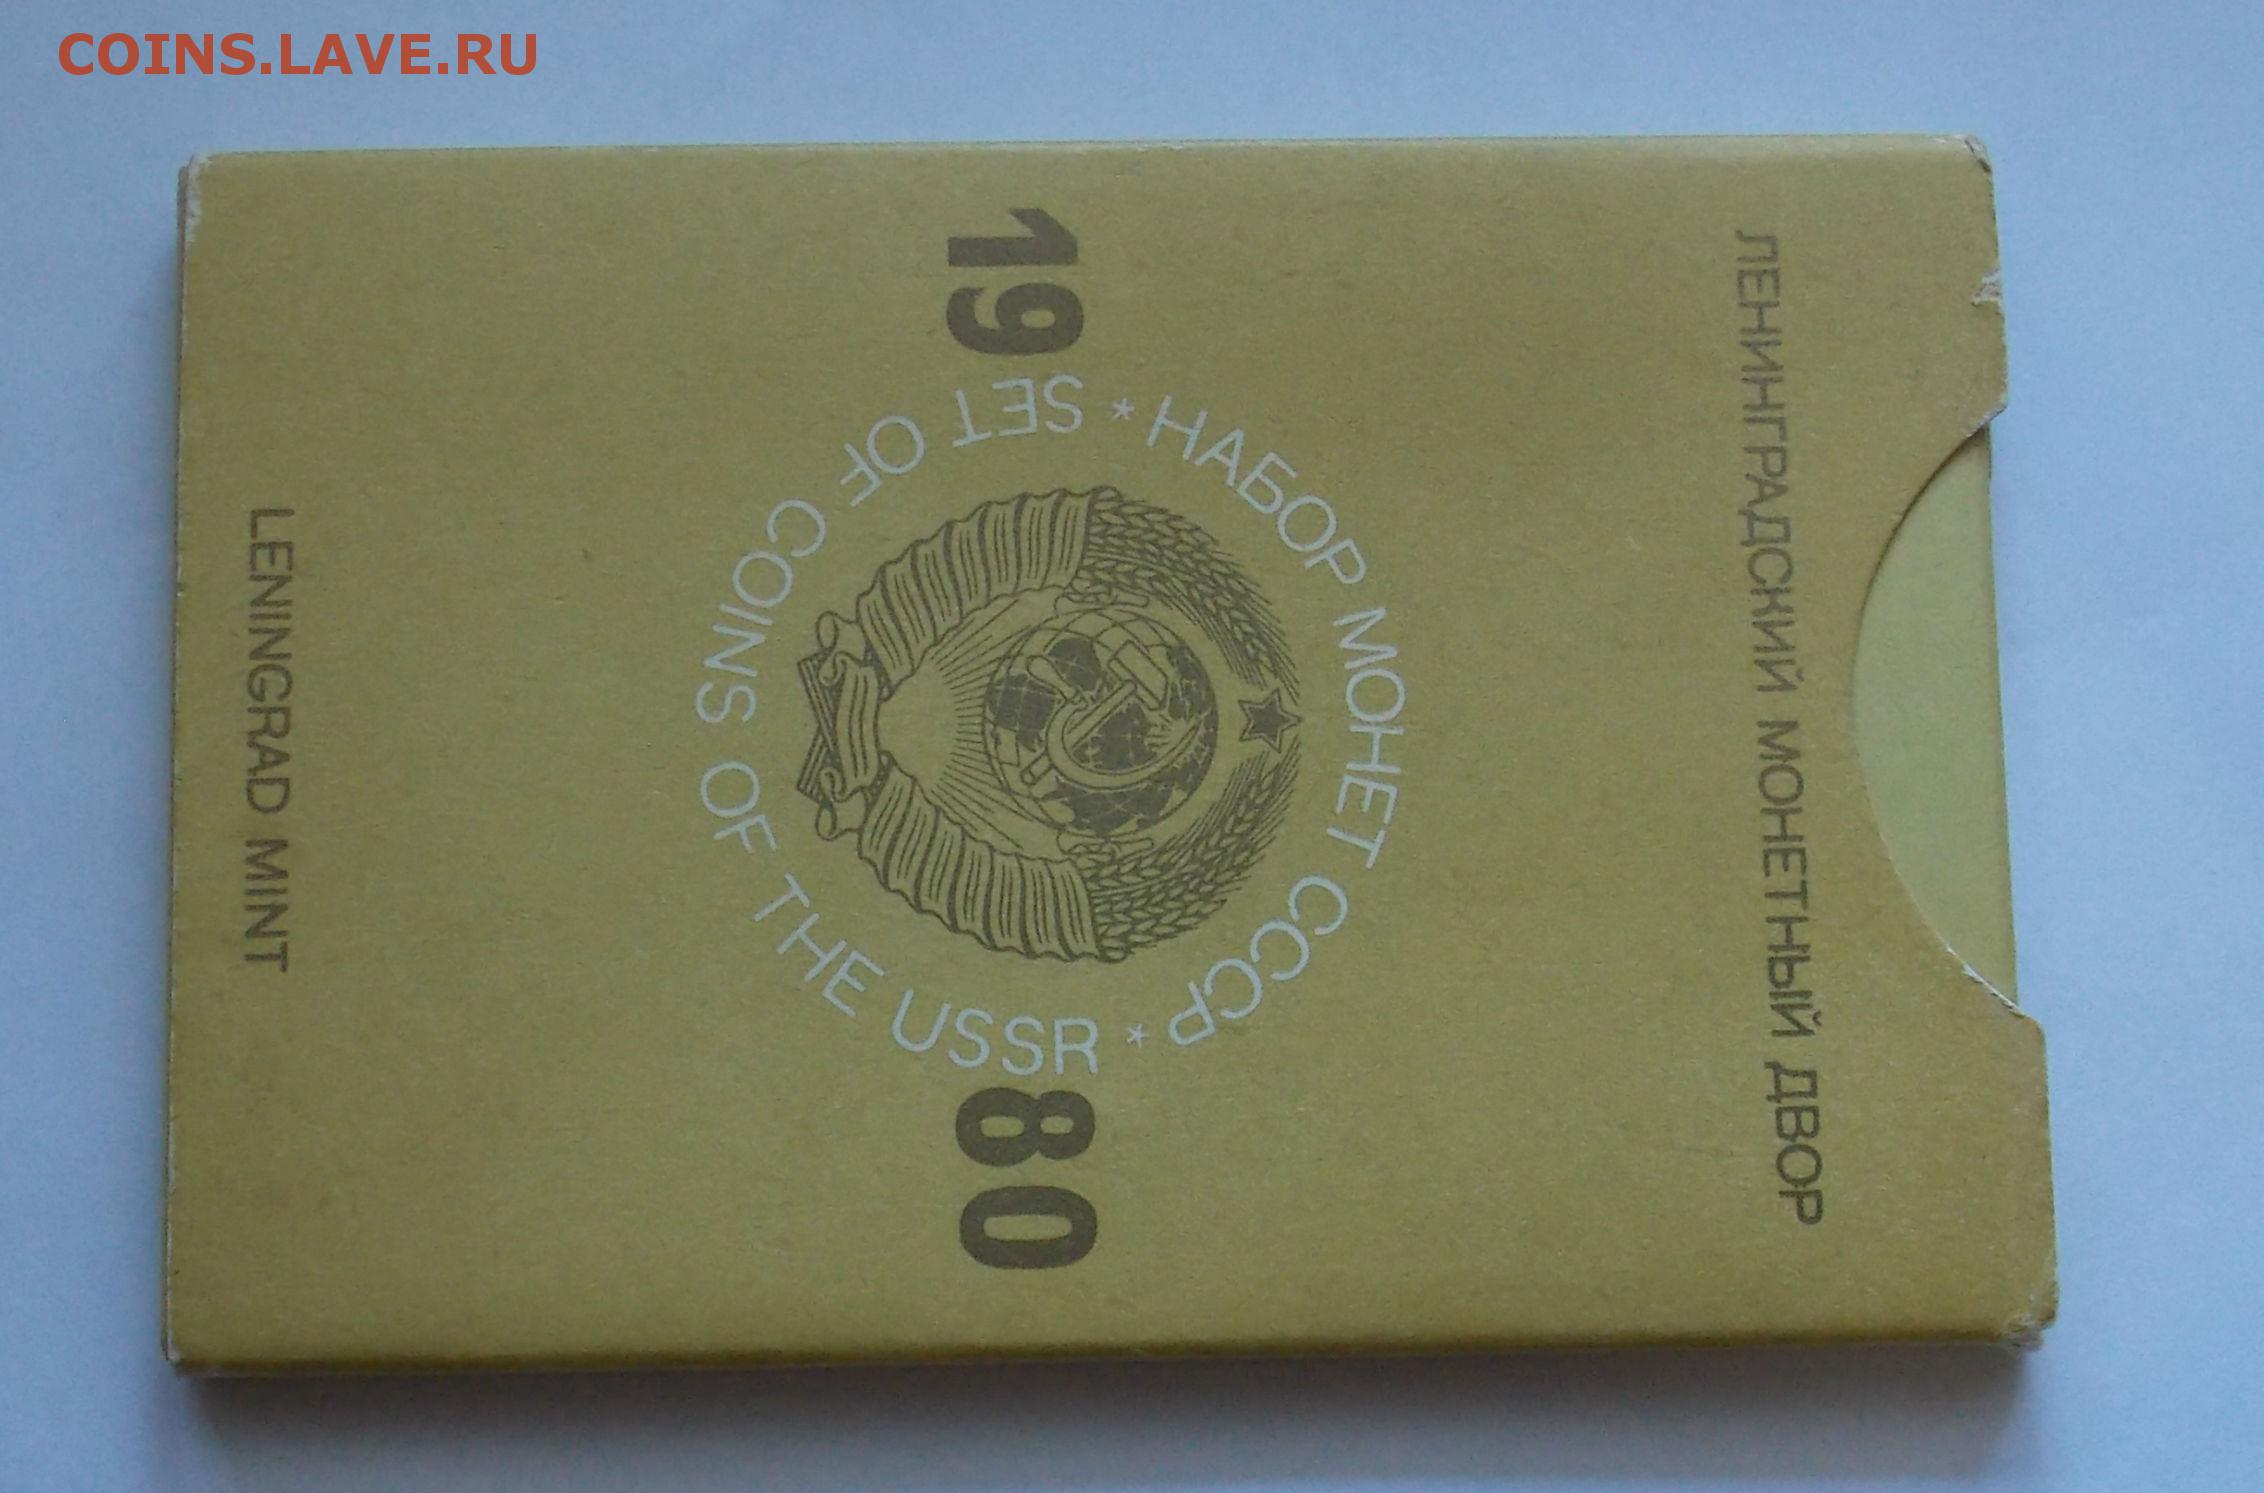 COINS.LAVE.RU
ЛЕНИНГРАДСКИЙ МОНЕТНЫЙ ДВОР
* НАБОР МОНЕТ СССР *
19 80
SET OF COINS OF THE USSR
LENINGRAD MINT